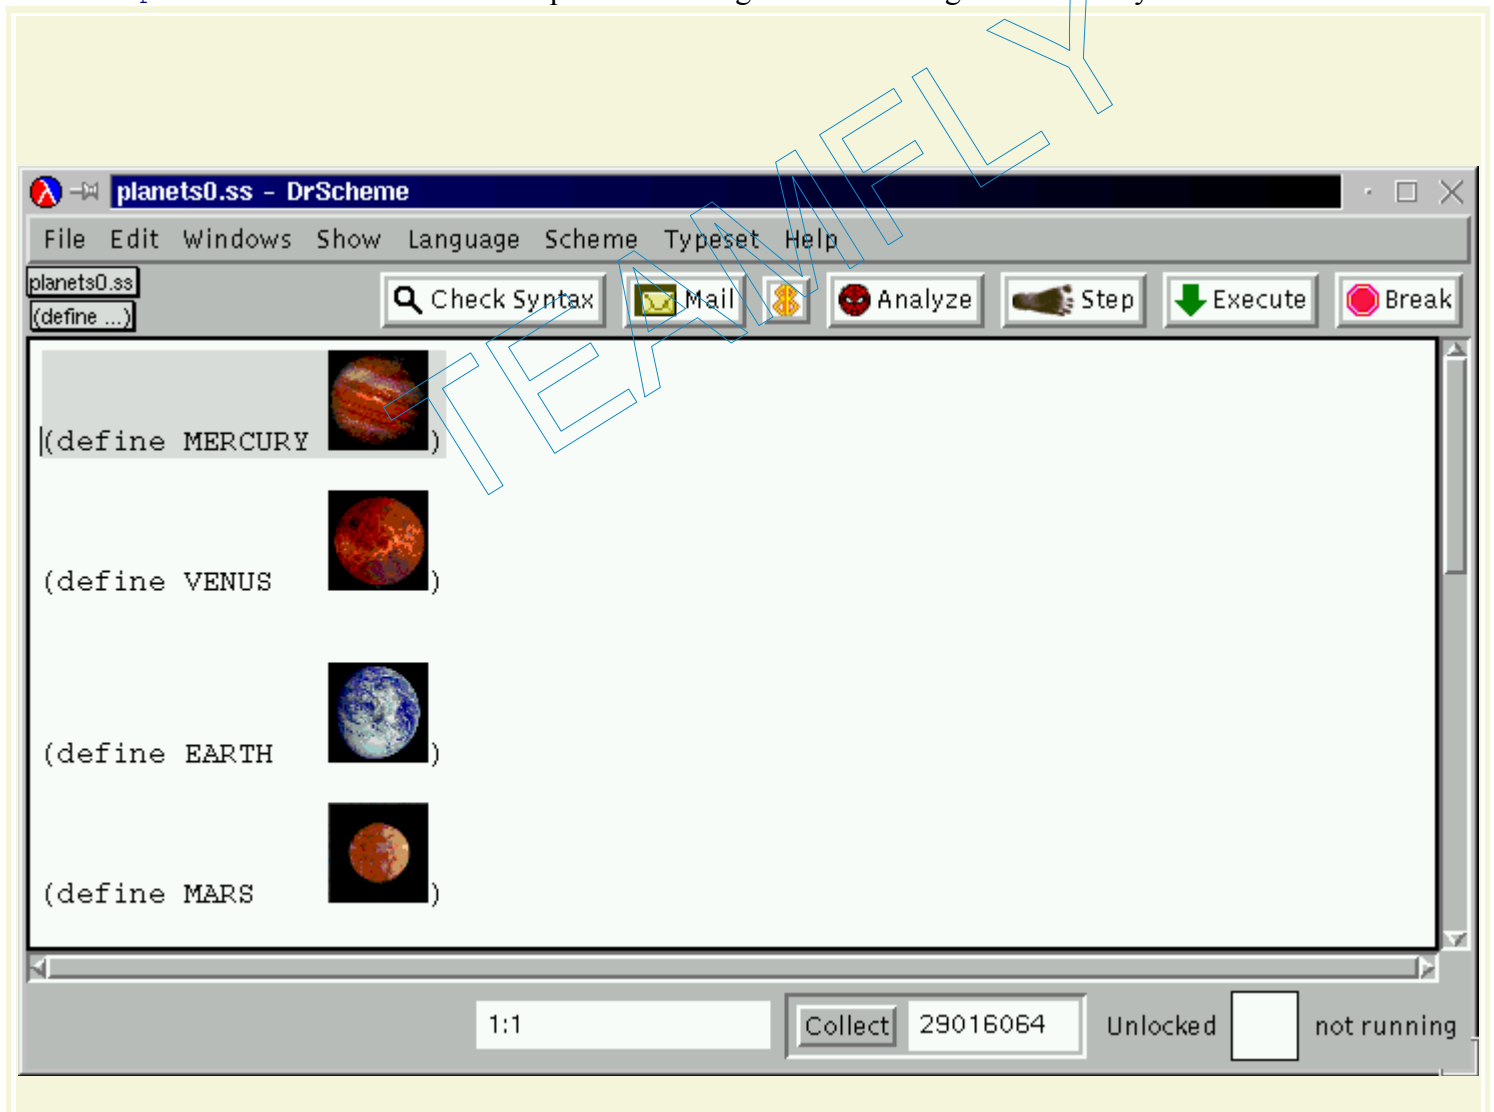 planets0.ss - DrScheme
File Edit Windows Show Language Scheme Typeset Help
planets0.ss
(define ...)
Check Syntax Mail Analyze Step Execute Break
(define MERCURY )
(define VENUS )
(define EARTH )
(define MARS )
1:1 Collect 29016064 Unlocked not running
TEAMFLY